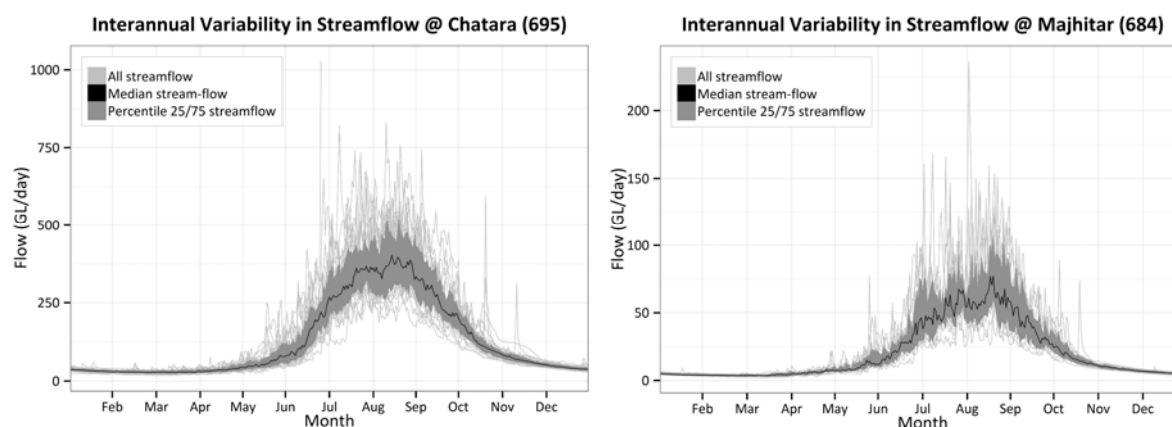 Interannual Variability in Streamflow @ Chatara (695)
All streamflow
Median stream-flow
Percentile 25/75 streamflow
Flow (GL/day)
1000
750
500
250
0
Feb Mar Apr May Jun Jul Aug Sep Oct Nov Dec
Month
Interannual Variability in Streamflow @ Majhitar (684)
All streamflow
Median stream-flow
Percentile 25/75 streamflow
Flow (GL/day)
200
150
100
50
0
Feb Mar Apr May Jun Jul Aug Sep Oct Nov Dec
Month